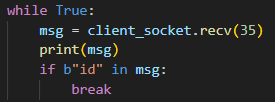 while True:
    msg = client_socket.recv(35)
    print(msg)
    if b"id" in msg:
        break